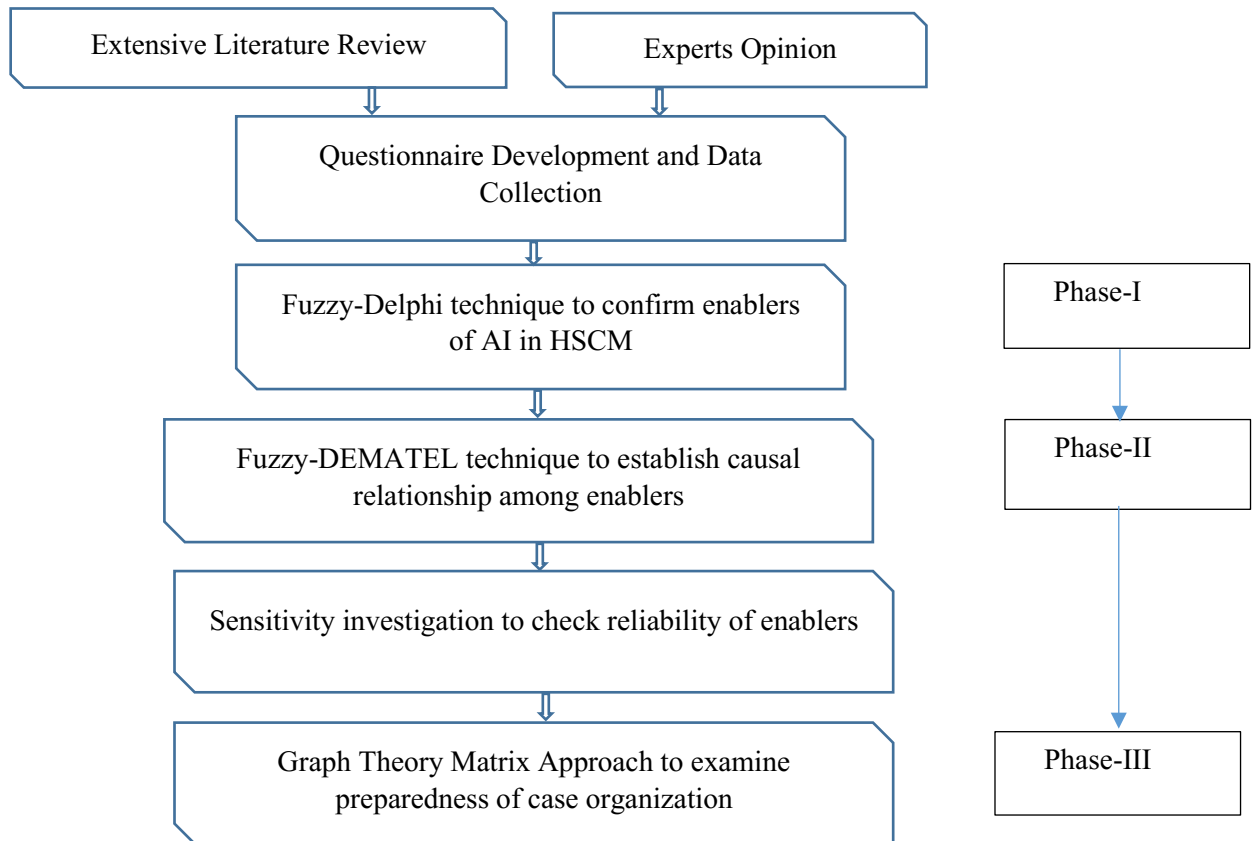 Extensive Literature Review
Experts Opinion
Questionnaire Development and Data
Collection
Fuzzy-Delphi technique to confirm enablers
of AI in HSCM
Phase-I
Fuzzy-DEMATEL technique to establish causal
relationship among enablers
Phase-II
Sensitivity investigation to check reliability of enablers
Graph Theory Matrix Approach to examine
preparedness of case organization
Phase-III